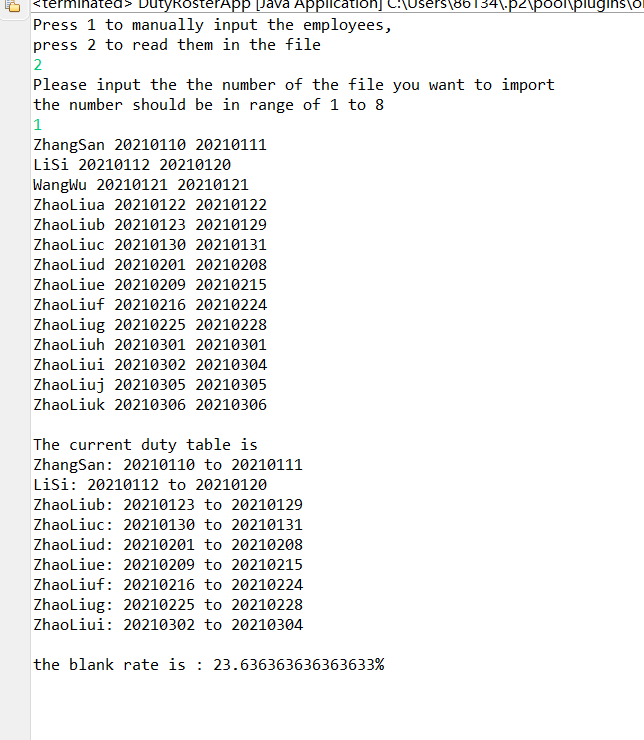 <terminated> DutyRosterApp [Java Application] C:\Users\86134\.p2\pool\plugins\
Press 1 to manually input the employees,
press 2 to read them in the file
2
Please input the the number of the file you want to import
the number should be in range of 1 to 8
1
ZhangSan 20210110 20210111
LiSi 20210112 20210120
WangWu 20210121 20210121
ZhaoLiua 20210122 20210122
ZhaoLiub 20210123 20210129
ZhaoLiuc 20210130 20210131
ZhaoLiud 20210201 20210208
ZhaoLiue 20210209 20210215
ZhaoLiuf 20210216 20210224
ZhaoLiug 20210225 20210228
ZhaoLiuh 20210301 20210301
ZhaoLiui 20210302 20210304
ZhaoLiuj 20210305 20210305
ZhaoLiuk 20210306 20210306
The current duty table is
ZhangSan: 20210110 to 20210111
LiSi: 20210112 to 20210120
ZhaoLiub: 20210123 to 20210129
ZhaoLiuc: 20210130 to 20210131
ZhaoLiud: 20210201 to 20210208
ZhaoLiue: 20210209 to 20210215
ZhaoLiuf: 20210216 to 20210224
ZhaoLiug: 20210225 to 20210228
ZhaoLiui: 20210302 to 20210304
the blank rate is : 23.636363636363633%